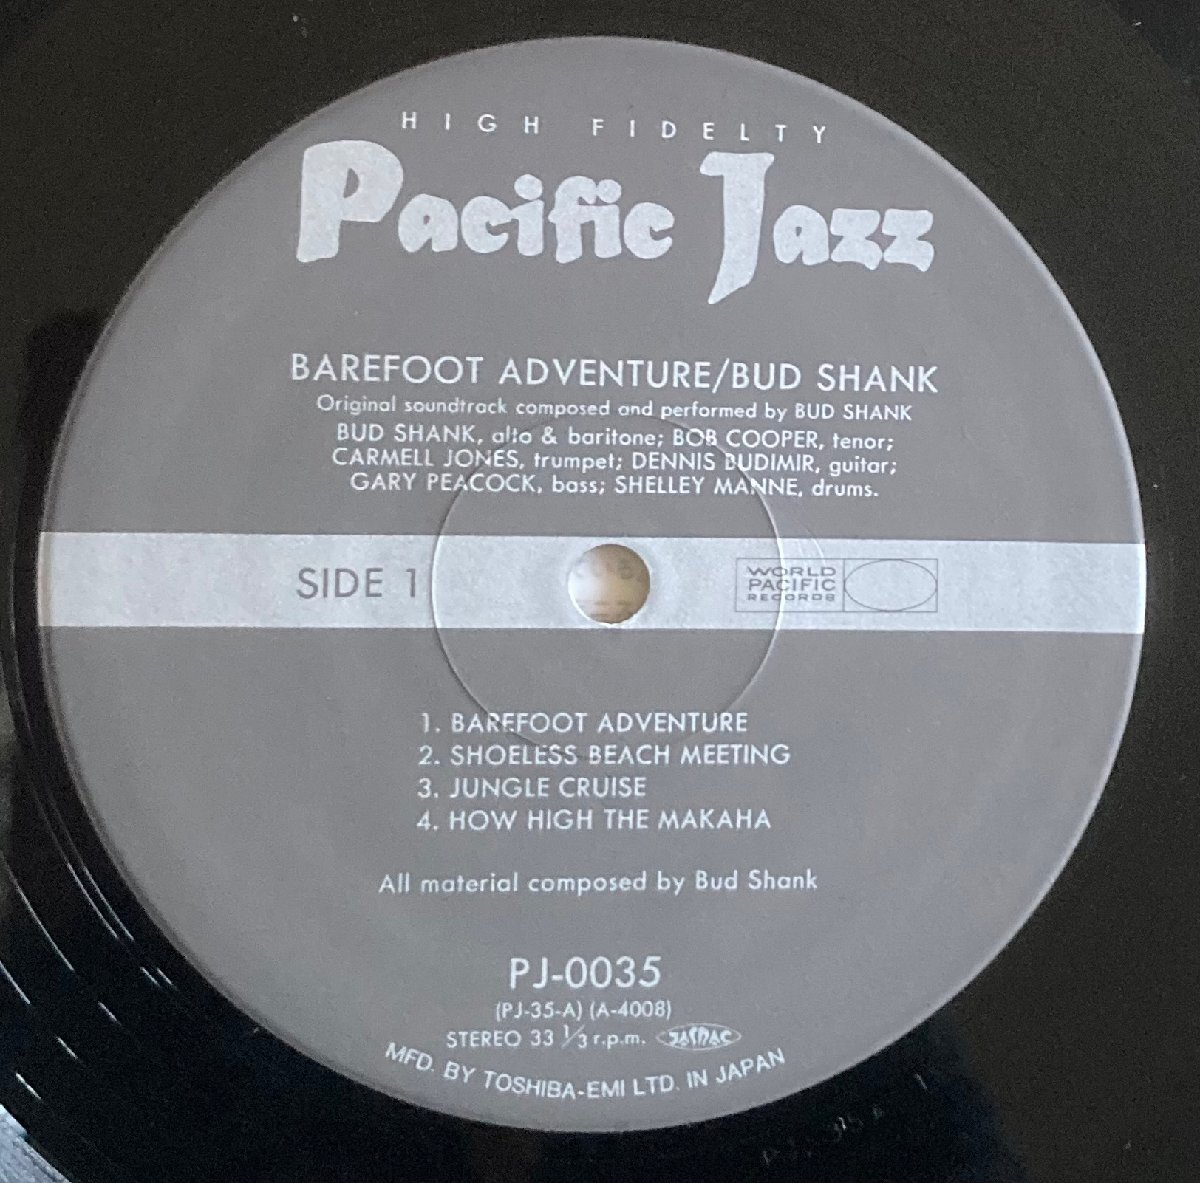 HIGH FIDELTY
Pacific Jazz
BAREFOOT ADVENTURE/BUD SHANK
Original soundtrack composed and performed by BUD SHANK
BUD SHANK, alto & baritone; BOB COOPER, tenor;
CARMELL JONES, trumpet; DENNIS BUDIMIR, guitar;
GARY PEACOCK, bass; SHELLEY MANNE, drums.
SIDE 1
WORLD
PACIFIC
RECORDS
1. BAREFOOT ADVENTURE
2. SHOELESS BEACH MEETING
3. JUNGLE CRUISE
4. HOW HIGH THE MAKAHA
All material composed by Bud Shank
PJ-0035
(PJ-35-A) (A-4008)
STEREO 33 1/3 r.p.m. JASRAC
MFD. BY TOSHIBA-EMI LTD. IN JAPAN